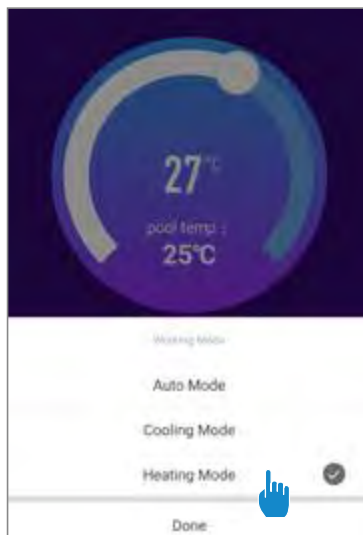 27°C
pool temp :
25°C
Working Mode
Auto Mode
Cooling Mode
Heating Mode
Done